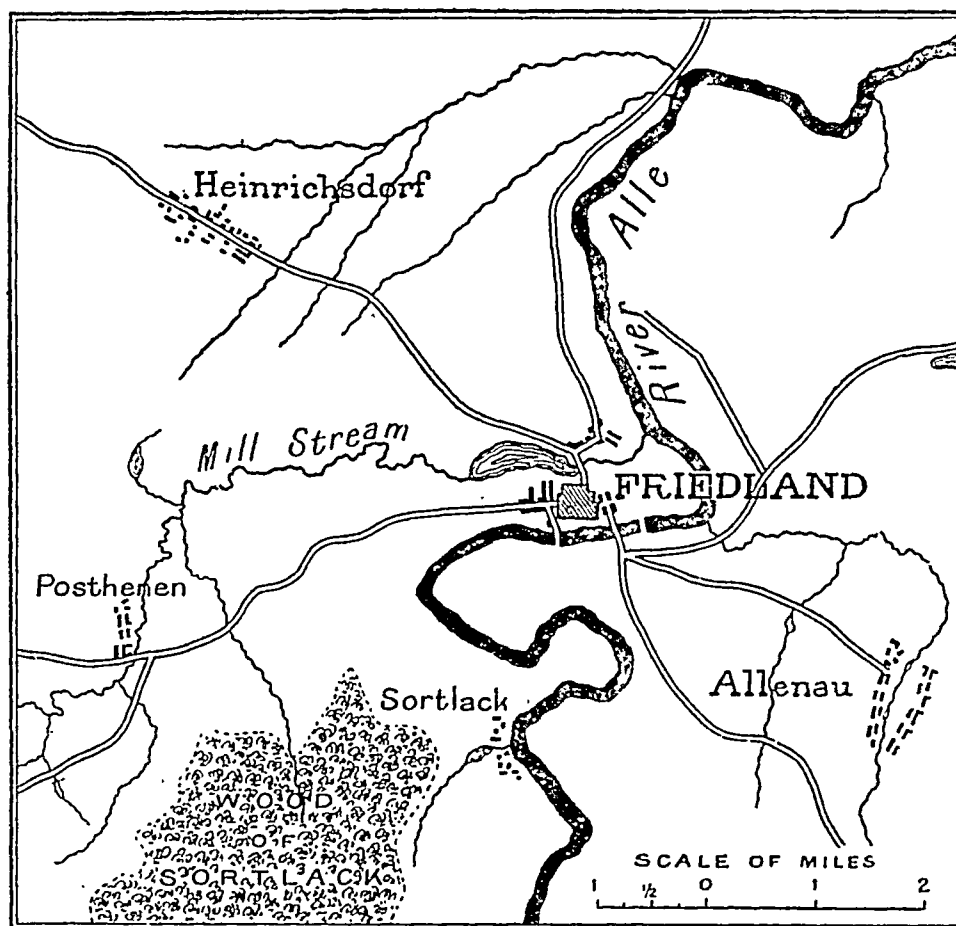 Heinrichsdorf
Alle
River
Mill Stream
FRIEDLAND
Posthenen
Sortlack
Allenau
WOOD
OF
SORTLACK
SCALE OF MILES
1 ½ 0 1 2